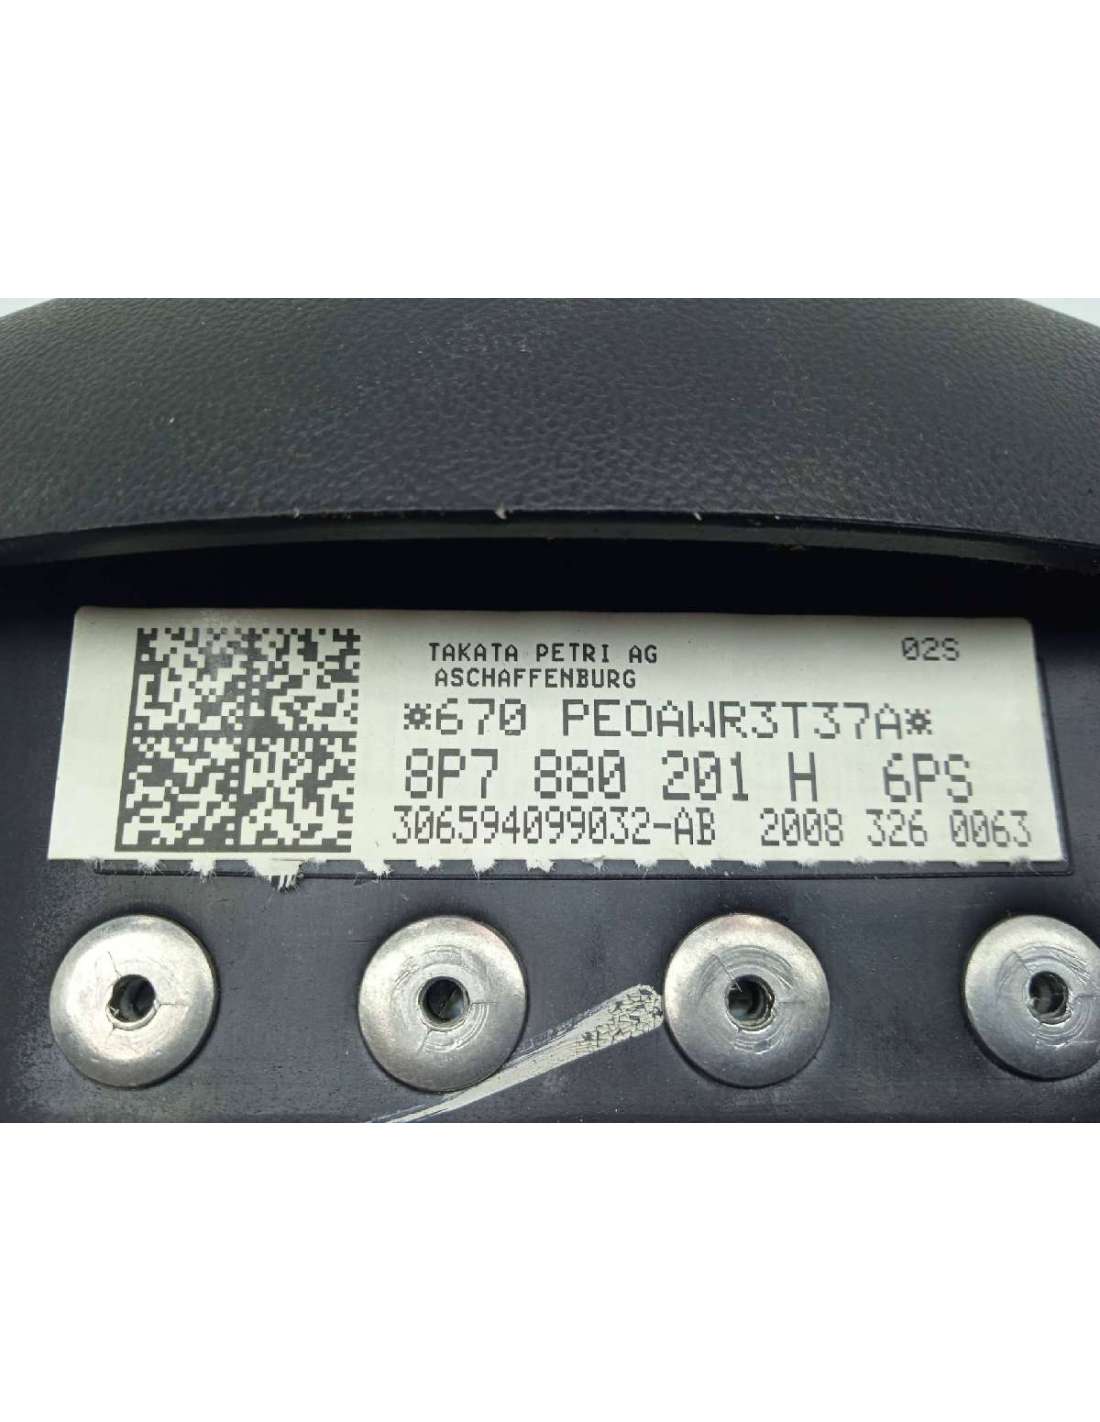 TAKATA PETRI AG 02S
ASCHAFFENBURG
*670 PE0AWR3T37A*
8P7 880 201 H 6PS
306594099032-AB 2008 326 0063